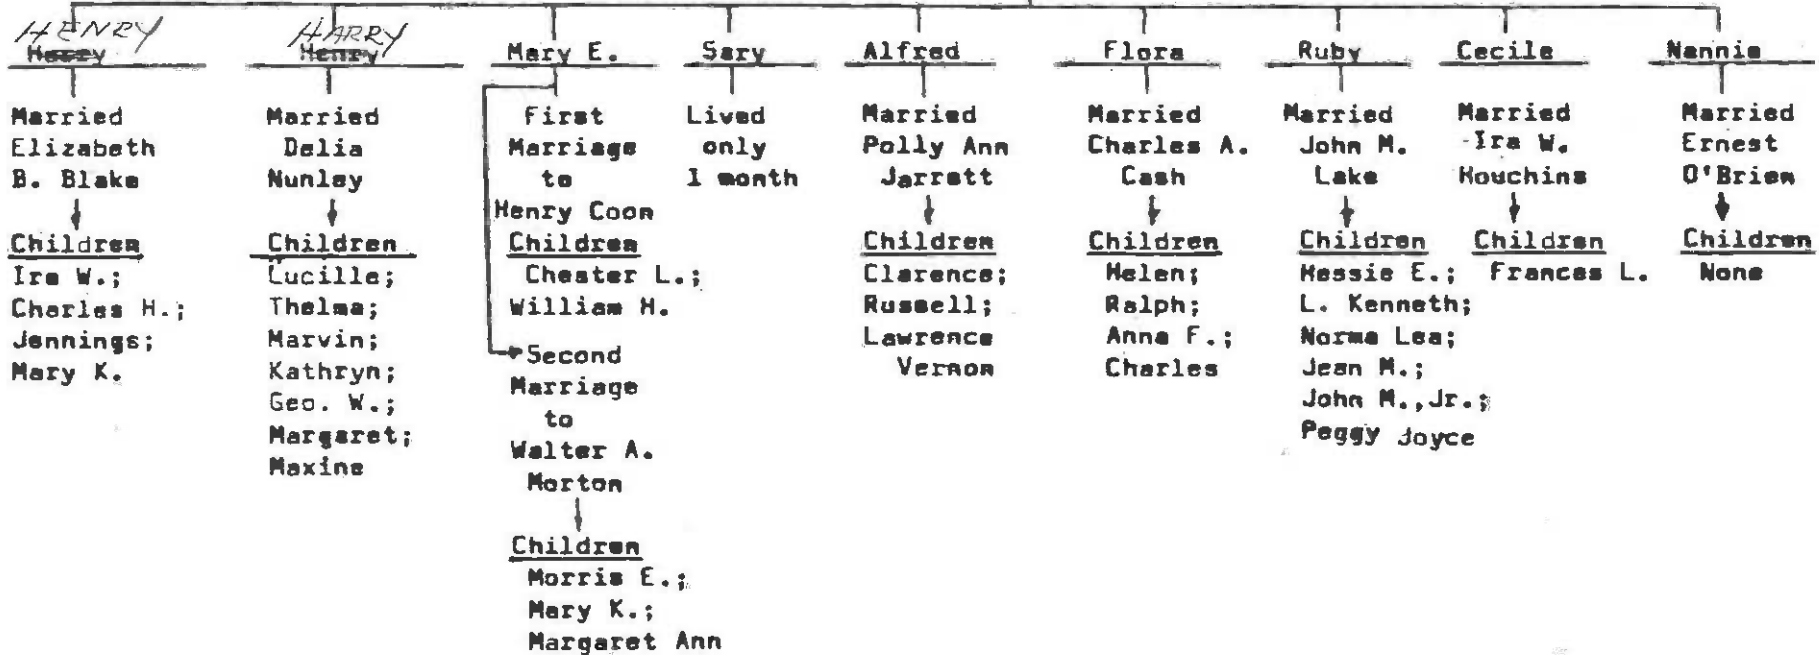 HENRY
Harry
Married
Elizabeth
B. Blake
Children
Ira W.;
Charles H.;
Jennings;
Mary K.
HARRY
Henry
Married
Delia
Nunley
Children
Lucille;
Thelma;
Marvin;
Kathryn;
Geo. W.;
Margaret;
Maxine
Mary E.
First
Marriage
to
Henry Coon
Children
Chester L.;
William H.
Second
Marriage
to
Walter A.
Morton
Children
Morris E.;
Mary K.;
Margaret Ann
Sary
Lived
only
1 month
Alfred
Married
Polly Ann
Jarrett
Children
Clarence;
Russell;
Lawrence
Vernon
Flora
Married
Charles A.
Cash
Children
Helen;
Ralph;
Anna F.;
Charles
Ruby
Married
John M.
Lake
Children
Hessie E.;
L. Kenneth;
Norma Lea;
Jean M.;
John M.,Jr.;
Peggy Joyce
Cecile
Married
Ira W.
Houchins
Children
Frances L.
Nannie
Married
Ernest
O'Brien
Children
None